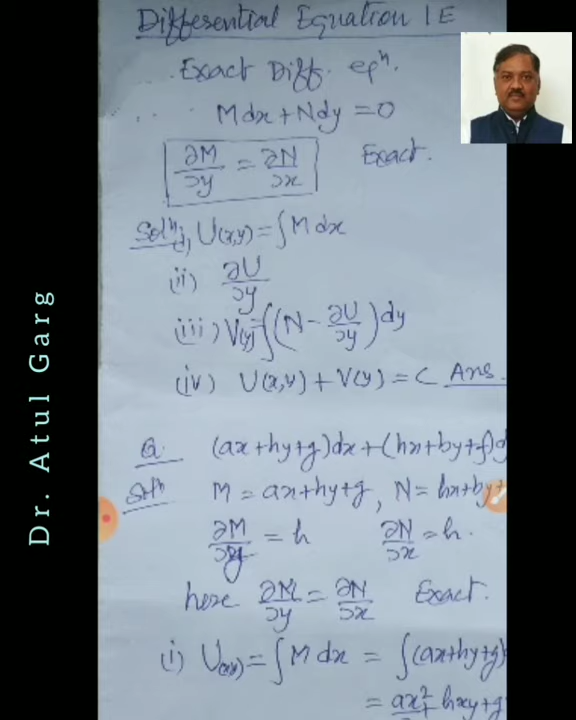 Differential Equation 1 E
Exact Diff. eqⁿ.
Mdx+Ndy =0
∂M/∂y = ∂N/∂x Exact.
Solⁿ, (i) U(x,y) = ∫M dx
(ii) ∂U/∂y
(iii) V(y)=∫(N - ∂U/∂y)dy
(iv) U(x,y) + V(y) = C Ans.
Q. (ax+hy+g)dx+(hx+by+f)d
Solⁿ M = ax+hy+g, N = hx+by+
∂M/∂y = h ∂N/∂x = h.
here ∂M/∂y = ∂N/∂x Exact.
(i) U(x,y) = ∫M dx = ∫(ax+hy+g)
= ax²/2 + hxy+g
Dr. Atul Garg